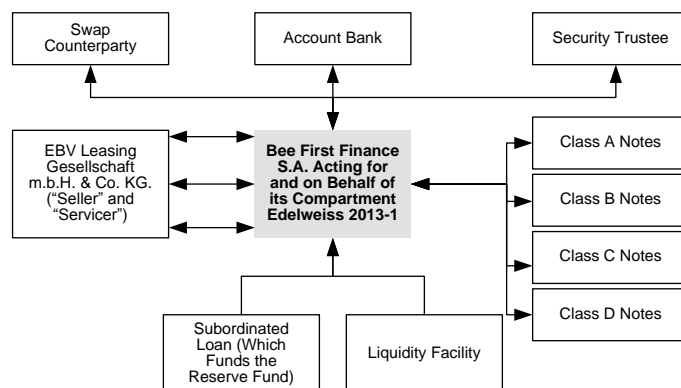 Swap
Counterparty
Account Bank
Security Trustee
EBV Leasing
Gesellschaft
m.b.H. & Co. KG.
(“Seller” and
“Servicer”)
Bee First Finance
S.A. Acting for
and on Behalf of
its Compartment
Edelweiss 2013-1
Class A Notes
Class B Notes
Class C Notes
Class D Notes
Subordinated
Loan (Which
Funds the
Reserve Fund)
Liquidity Facility